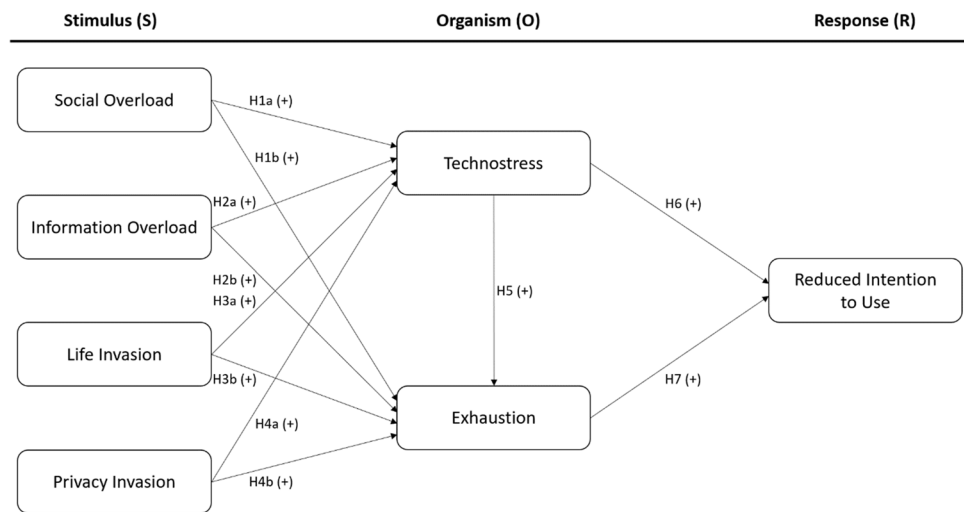 Stimulus (S)
Organism (O)
Response (R)
Social Overload
H1a (+)
H1b (+)
Technostress
Information Overload
H2a (+)
H6 (+)
H2b (+)
H3a (+)
H5 (+)
Reduced Intention
to Use
Life Invasion
H3b (+)
H7 (+)
Exhaustion
H4a (+)
Privacy Invasion
H4b (+)